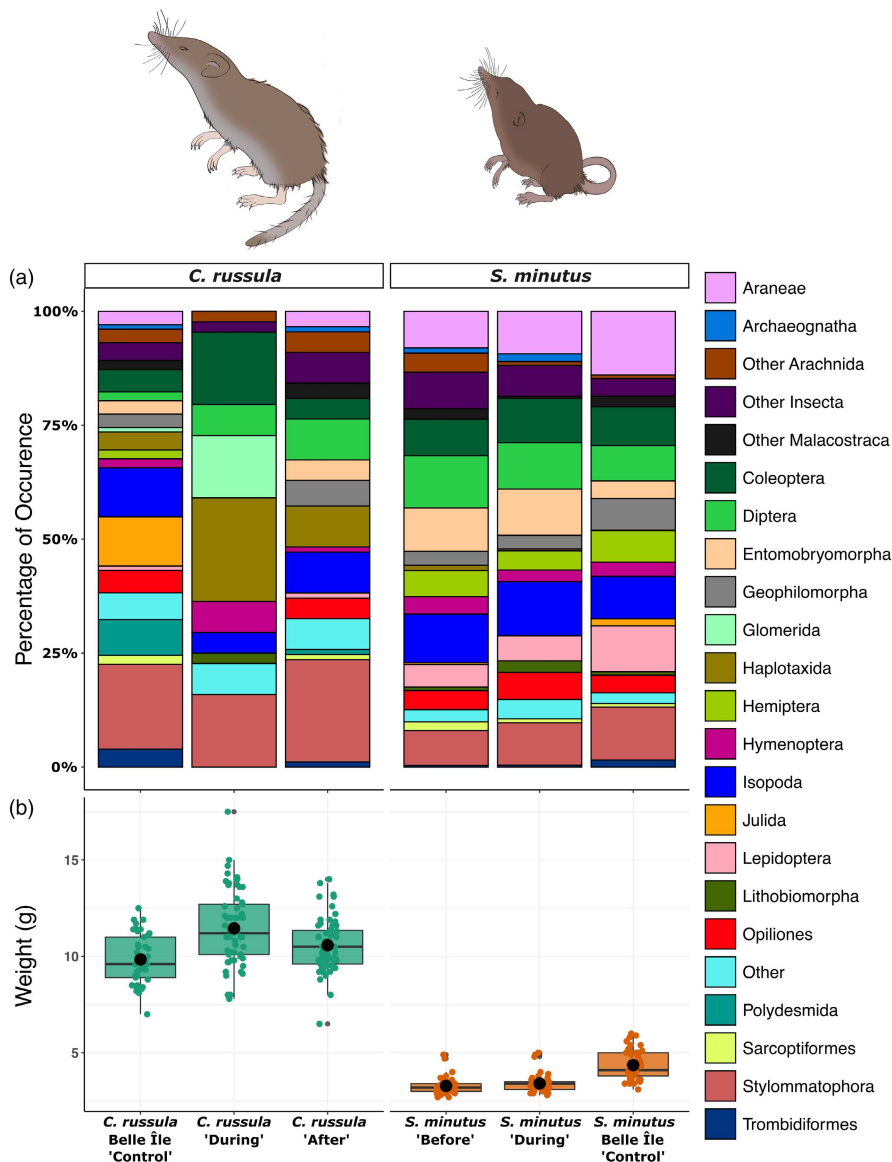 (a)
C. russula
S. minutus
Percentage of Occurence
100%
75%
50%
25%
0%
Araneae
Archaeognatha
Other Arachnida
Other Insecta
Other Malacostraca
Coleoptera
Diptera
Entomobryomorpha
Geophilomorpha
Glomerida
Haplotaxida
Hemiptera
Hymenoptera
Isopoda
Julida
Lepidoptera
Lithobiomorpha
Opiliones
Other
Polydesmida
Sarcoptiformes
Stylommatophora
Trombidiformes
(b)
Weight (g)
15
10
5
C. russula
Belle Île
'Control'
C. russula
'During'
C. russula
'After'
S. minutus
'Before'
S. minutus
'During'
S. minutus
Belle Île
'Control'